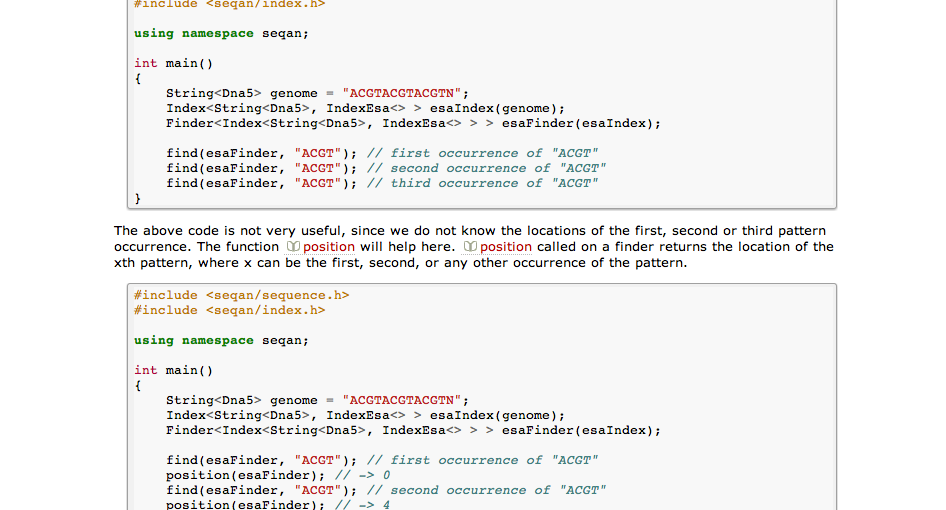 #include <seqan/index.h>
using namespace seqan;
int main()
{
String<Dna5> genome = "ACGTACGTACGTN";
Index<String<Dna5>, IndexEsa<> > esaIndex(genome);
Finder<Index<String<Dna5>, IndexEsa<> > > esaFinder(esaIndex);
find(esaFinder, "ACGT"); // first occurrence of "ACGT"
find(esaFinder, "ACGT"); // second occurrence of "ACGT"
find(esaFinder, "ACGT"); // third occurrence of "ACGT"
}
The above code is not very useful, since we do not know the locations of the first, second or third pattern
occurrence. The function position will help here. position called on a finder returns the location of the
xth pattern, where x can be the first, second, or any other occurrence of the pattern.
#include <seqan/sequence.h>
#include <seqan/index.h>
using namespace seqan;
int main()
{
String<Dna5> genome = "ACGTACGTACGTN";
Index<String<Dna5>, IndexEsa<> > esaIndex(genome);
Finder<Index<String<Dna5>, IndexEsa<> > > esaFinder(esaIndex);
find(esaFinder, "ACGT"); // first occurrence of "ACGT"
position(esaFinder); // -> 0
find(esaFinder, "ACGT"); // second occurrence of "ACGT"
position(esaFinder); // -> 4